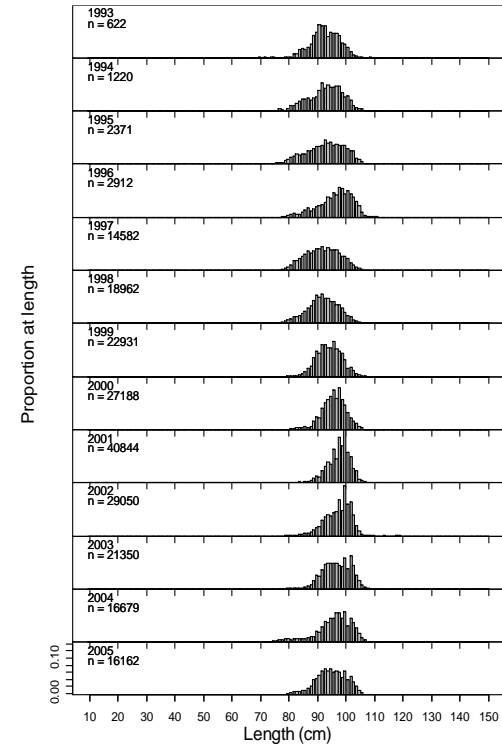 1993
n = 622
1994
n = 1220
1995
n = 2371
1996
n = 2912
1997
n = 14582
1998
n = 18962
1999
n = 22931
2000
n = 27188
2001
n = 40844
2002
n = 29050
2003
n = 21350
2004
n = 16679
2005
n = 16162
Proportion at length
0.10
0.00
10 20 30 40 50 60 70 80 90 100 110 120 130 140 150
Length (cm)